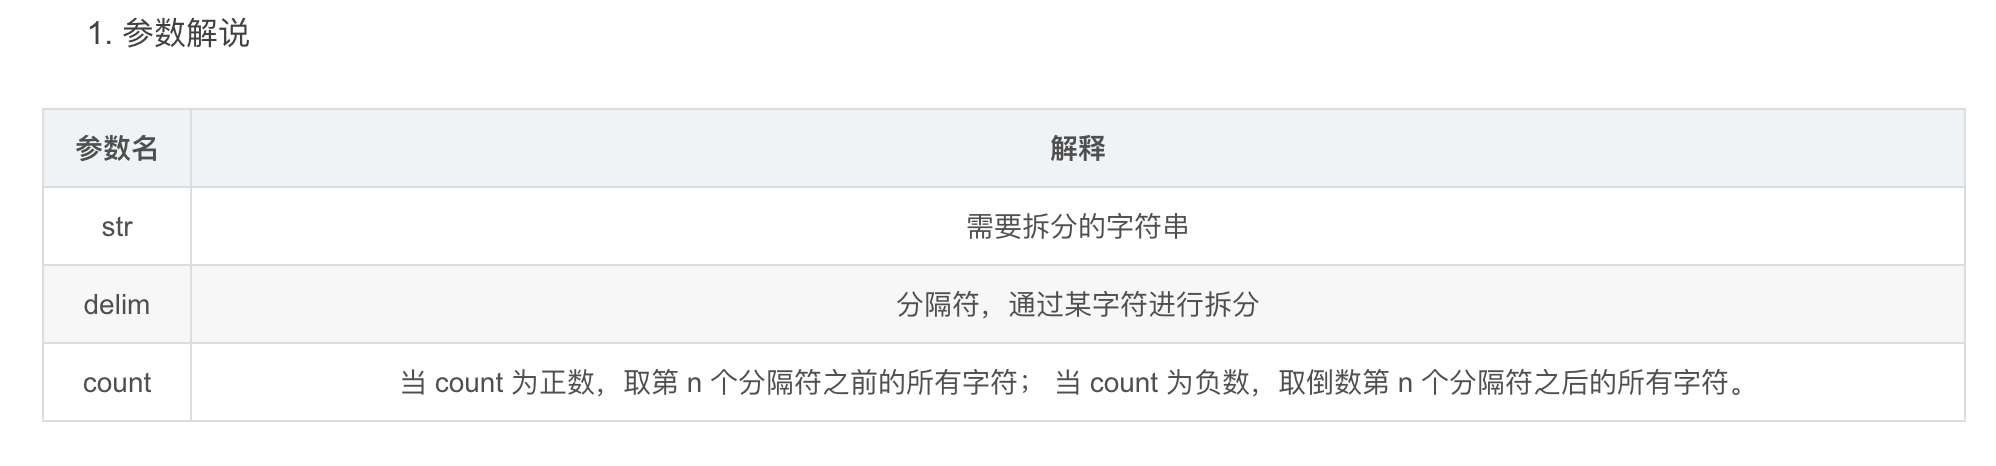 1. 参数解说
参数名 解释
str 需要拆分的字符串
delim 分隔符，通过某字符进行拆分
count 当 count 为正数，取第 n 个分隔符之前的所有字符； 当 count 为负数，取倒数第 n 个分隔符之后的所有字符。